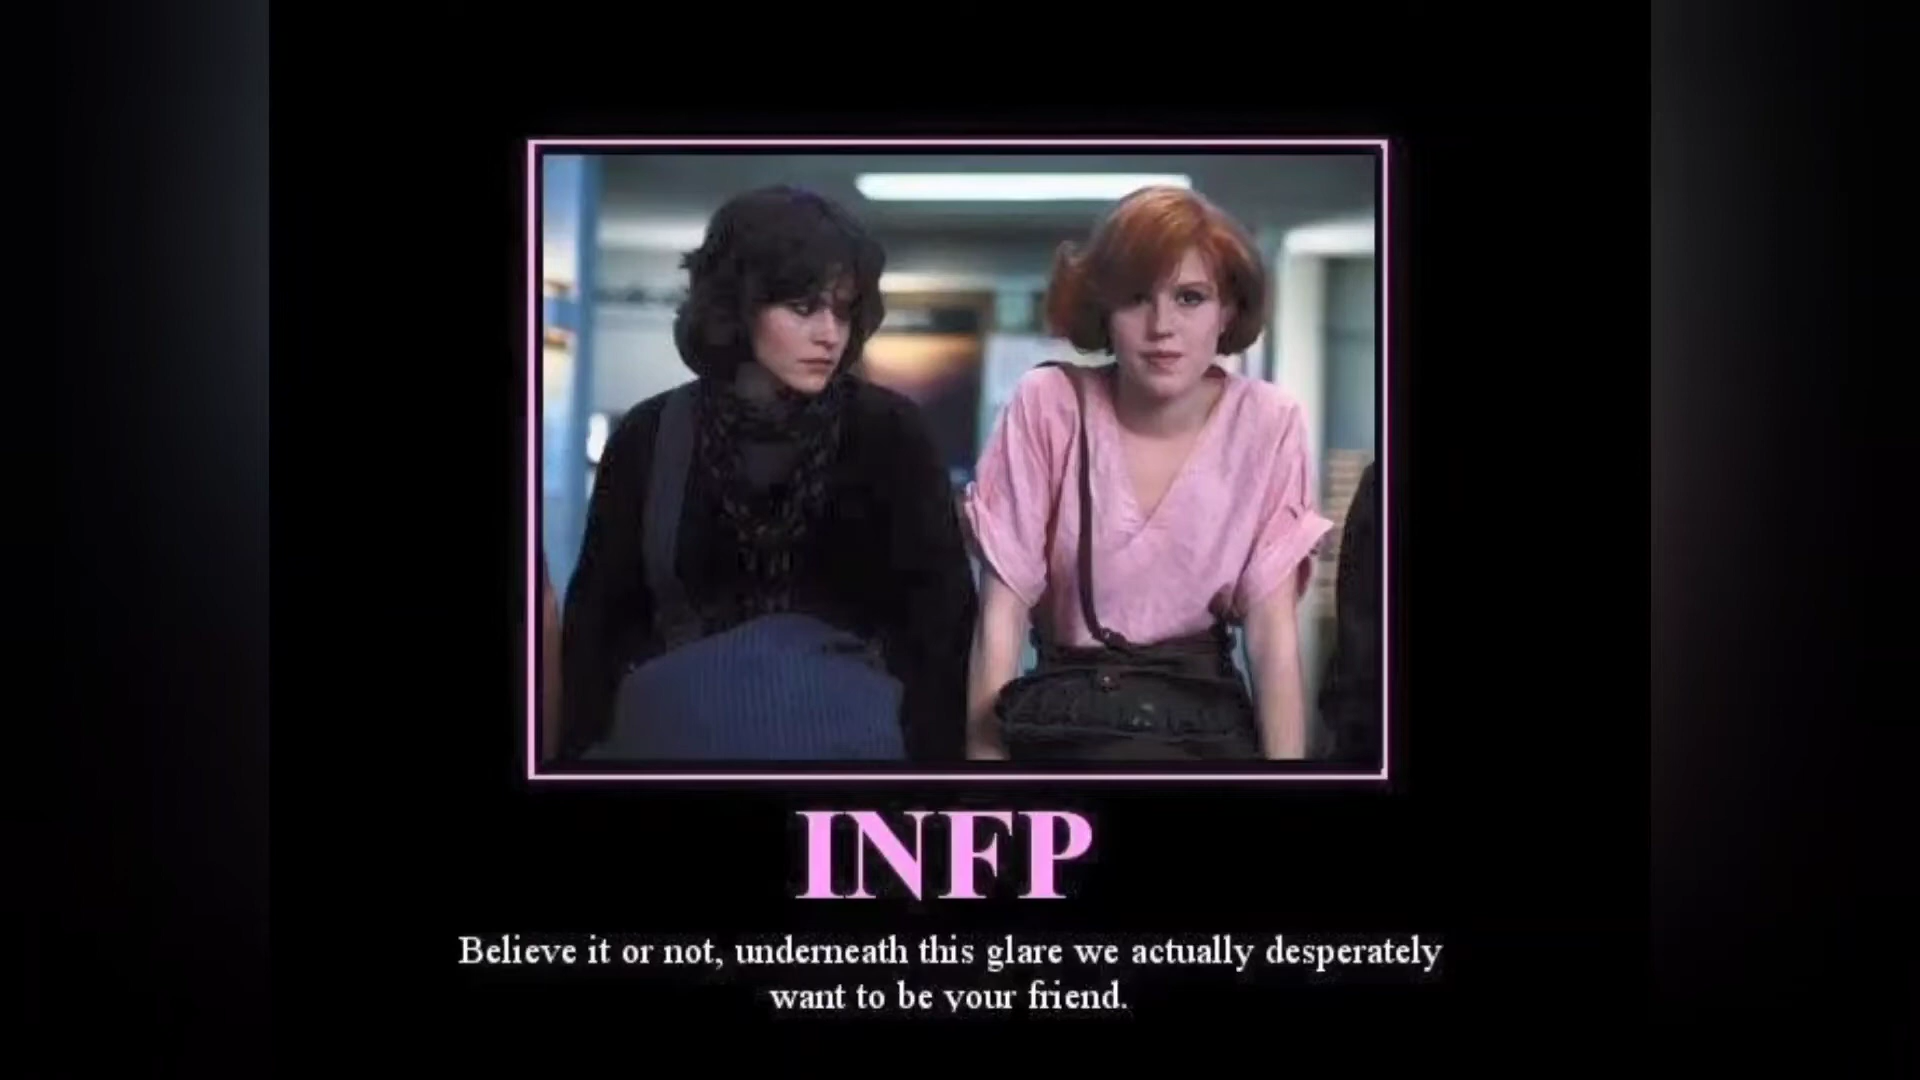 INFP
Believe it or not, underneath this glare we actually desperately
want to be your friend.